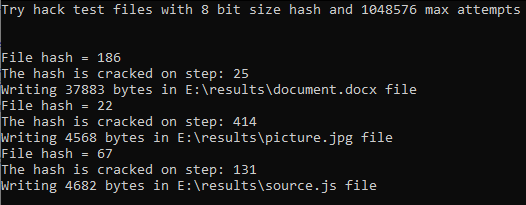 Try hack test files with 8 bit size hash and 1048576 max attempts
File hash = 186
The hash is cracked on step: 25
Writing 37883 bytes in E:\results\document.docx file
File hash = 22
The hash is cracked on step: 414
Writing 4568 bytes in E:\results\picture.jpg file
File hash = 67
The hash is cracked on step: 131
Writing 4682 bytes in E:\results\source.js file